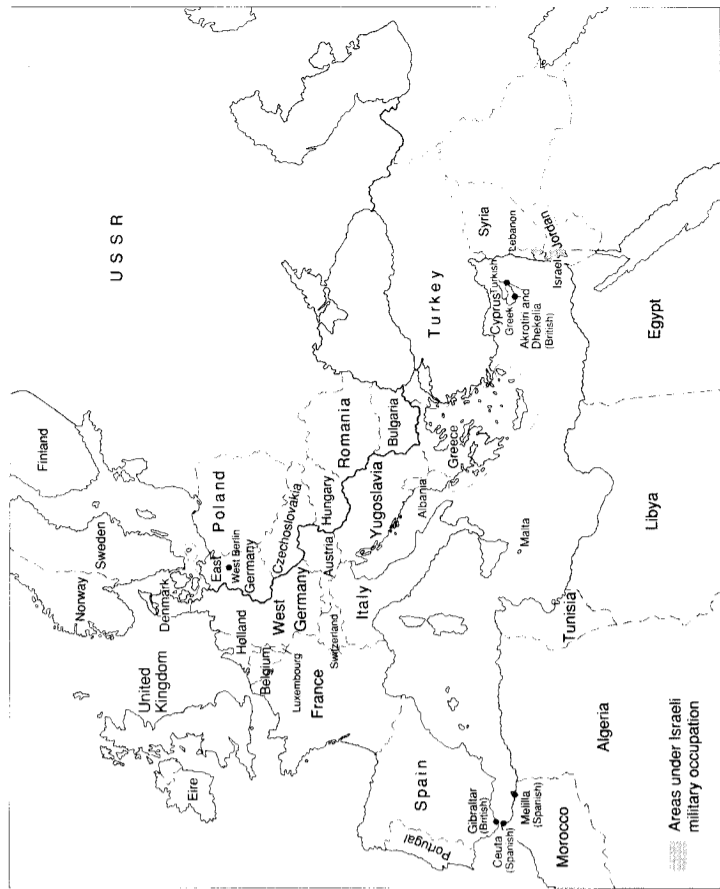 USSR
Finland
Norway
Sweden
Denmark
United
Kingdom
Eire
Holland
Belgium
Luxembourg
France
West
Germany
East
West Berlin
Germany
Poland
Czechoslovakia
Switzerland
Austria
Hungary
Romania
Italy
Yugoslavia
Bulgaria
Albania
Greece
Turkey
Portugal
Spain
Gibraltar
(British)
Ceuta
(Spanish)
Melilla
(Spanish)
Malta
Cyprus
Turkish
Greek
Akrotiri and
Dhekelia
(British)
Syria
Lebanon
Israel
Jordan
Morocco
Algeria
Tunisia
Libya
Egypt
Areas under Israeli
military occupation